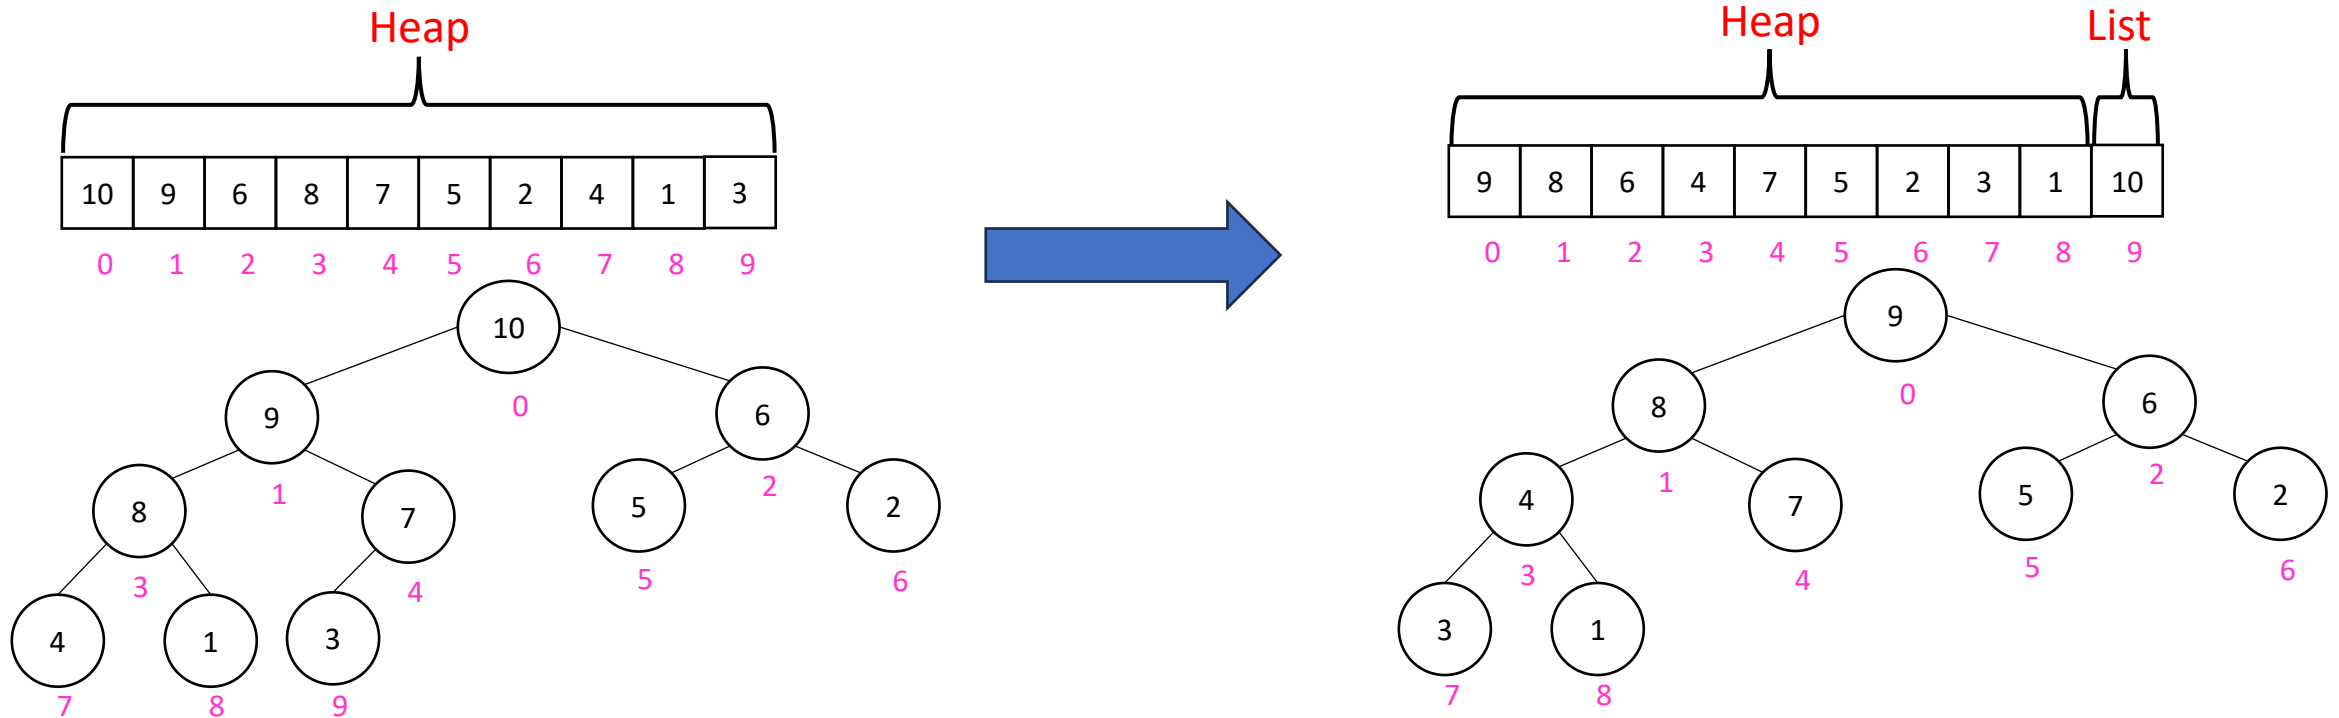 Heap
10 9 6 8 7 5 2 4 1 3
0 1 2 3 4 5 6 7 8 9
10
0
9 6
1 2
8 7 5 2
3 4 5 6
4 1 3
7 8 9
Heap List
9 8 6 4 7 5 2 3 1 10
0 1 2 3 4 5 6 7 8 9
9
0
8 6
1 2
4 7 5 2
3 4 5 6
3 1
7 8